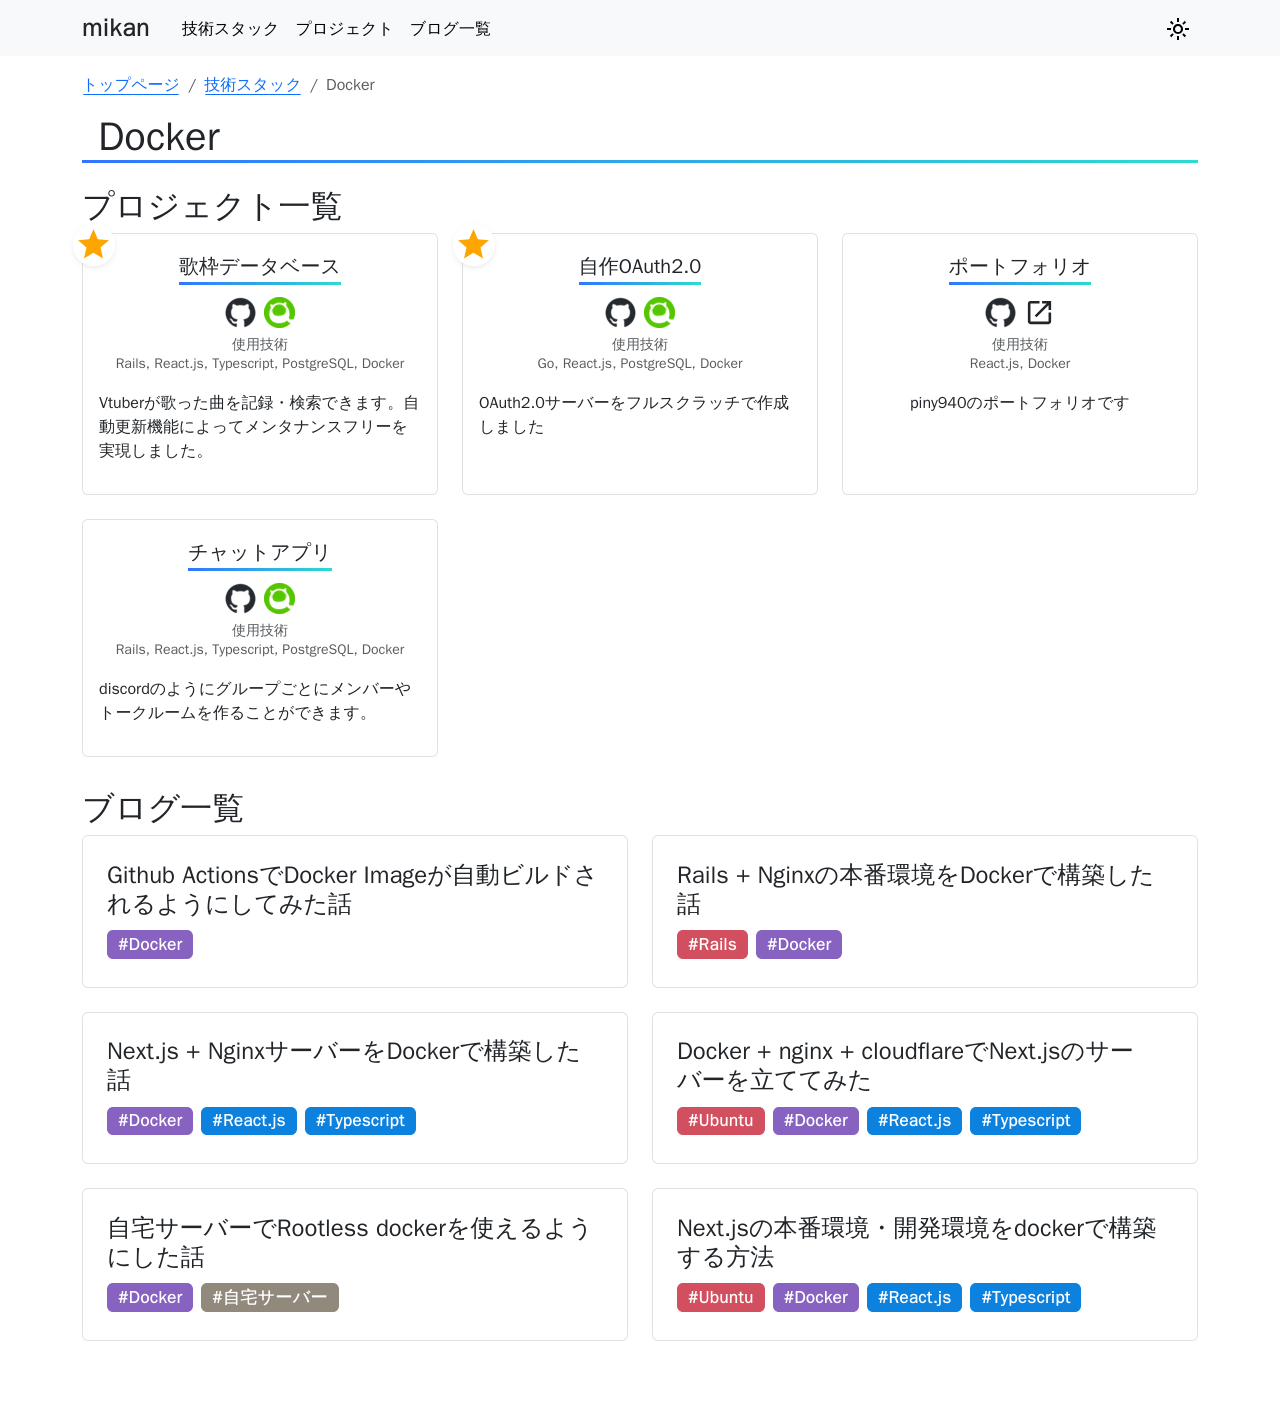 mikan 技術スタック プロジェクト ブログ一覧
トップページ / 技術スタック / Docker
Docker
プロジェクト一覧
歌枠データベース
使用技術
Rails, React.js, Typescript, PostgreSQL, Docker
Vtuberが歌った曲を記録・検索できます。自
動更新機能によってメンタナンスフリーを
実現しました。
自作OAuth2.0
使用技術
Go, React.js, PostgreSQL, Docker
OAuth2.0サーバーをフルスクラッチで作成
しました
ポートフォリオ
使用技術
React.js, Docker
piny940のポートフォリオです
チャットアプリ
使用技術
Rails, React.js, Typescript, PostgreSQL, Docker
discordのようにグループごとにメンバーや
トークルームを作ることができます。
ブログ一覧
Github ActionsでDocker Imageが自動ビルドさ
れるようにしてみた話
#Docker
Rails + Nginxの本番環境をDockerで構築した
話
#Rails #Docker
Next.js + NginxサーバーをDockerで構築した
話
#Docker #React.js #Typescript
Docker + nginx + cloudflareでNext.jsのサー
バーを立ててみた
#Ubuntu #Docker #React.js #Typescript
自宅サーバーでRootless dockerを使えるよう
にした話
#Docker #自宅サーバー
Next.jsの本番環境・開発環境をdockerで構築
する方法
#Ubuntu #Docker #React.js #Typescript